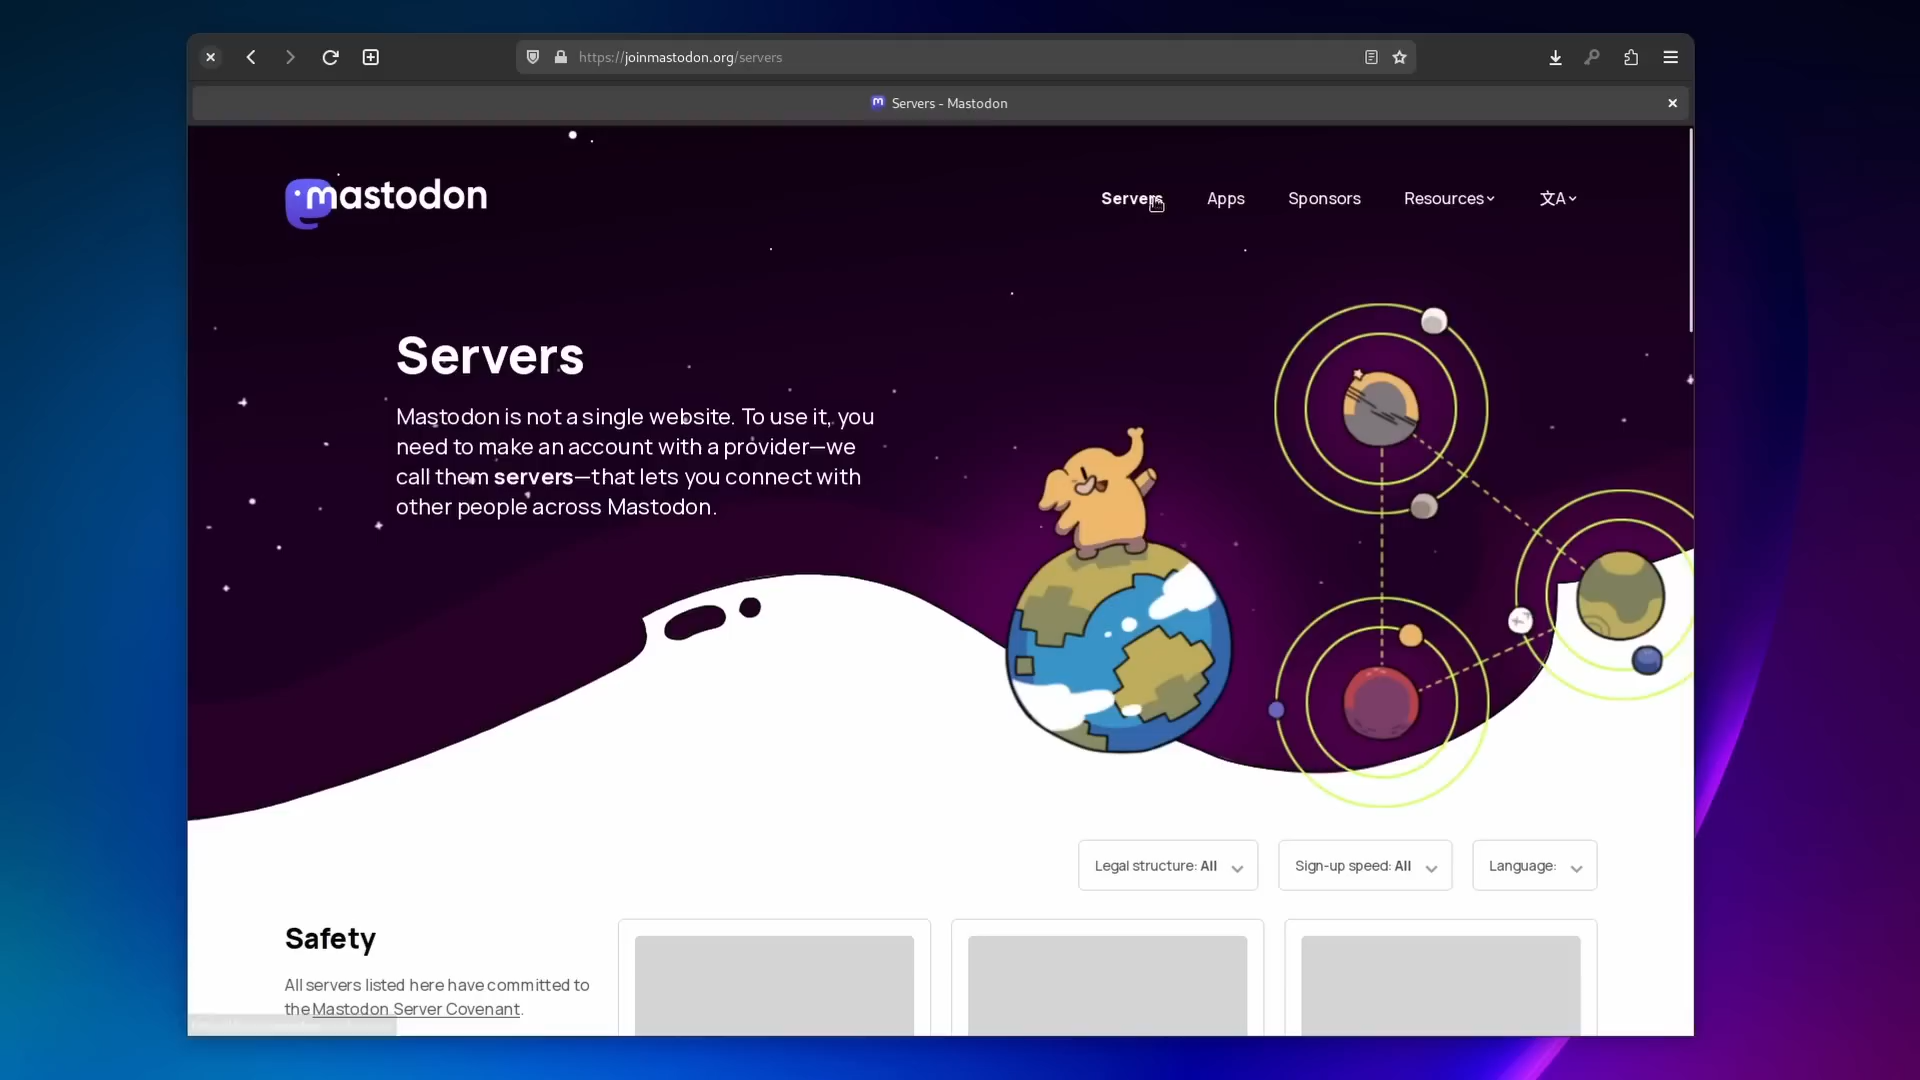 https://joinmastodon.org/servers
Servers - Mastodon
mastodon
Servers
Apps
Sponsors
Resources
文A
Servers
Mastodon is not a single website. To use it, you
need to make an account with a provider—we
call them servers—that lets you connect with
other people across Mastodon.
Legal structure: All
Sign-up speed: All
Language:
Safety
All servers listed here have committed to
the Mastodon Server Covenant.